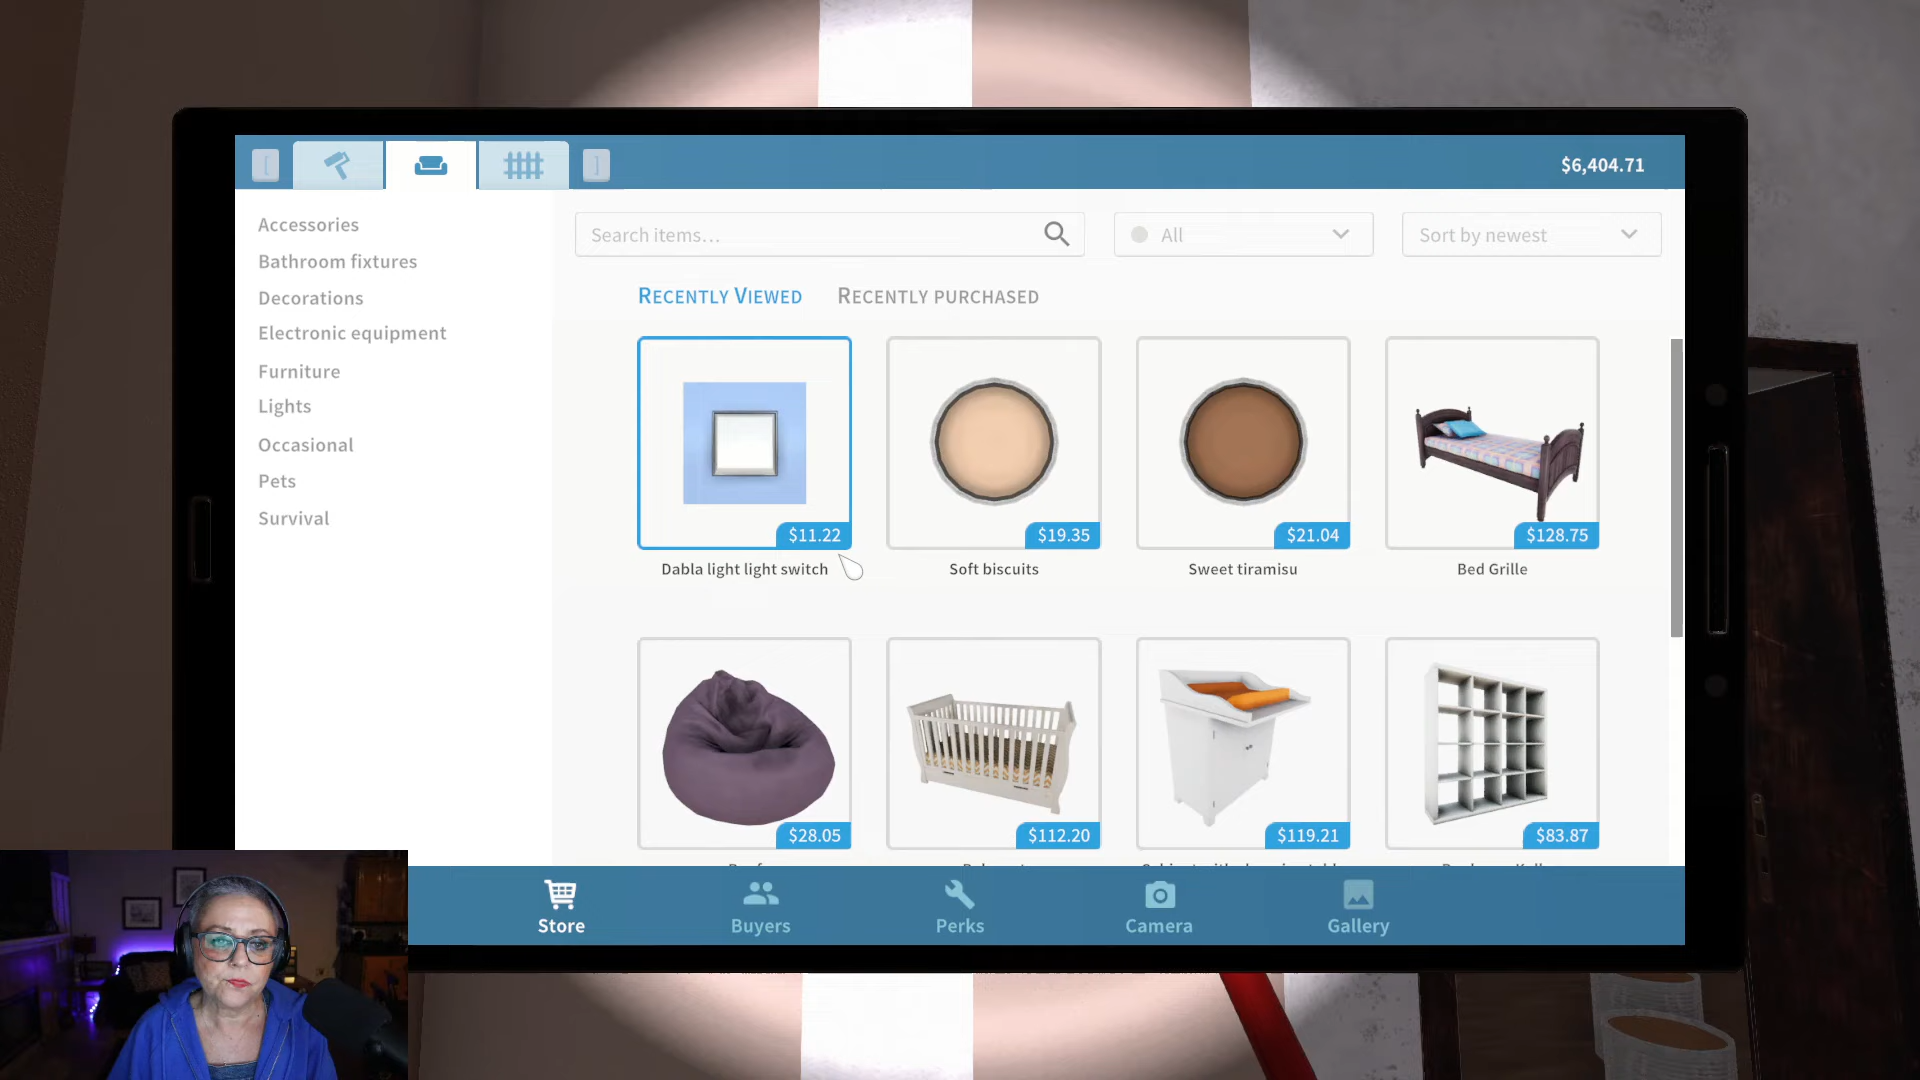 [
]
$6,404.71
Accessories
Bathroom fixtures
Decorations
Electronic equipment
Furniture
Lights
Occasional
Pets
Survival
Search items...
All
Sort by newest
RECENTLY VIEWED
RECENTLY PURCHASED
$11.22
$19.35
$21.04
$128.75
Dabla light light switch
Soft biscuits
Sweet tiramisu
Bed Grille
$28.05
$112.20
$119.21
$83.87
Store
Buyers
Perks
Camera
Gallery